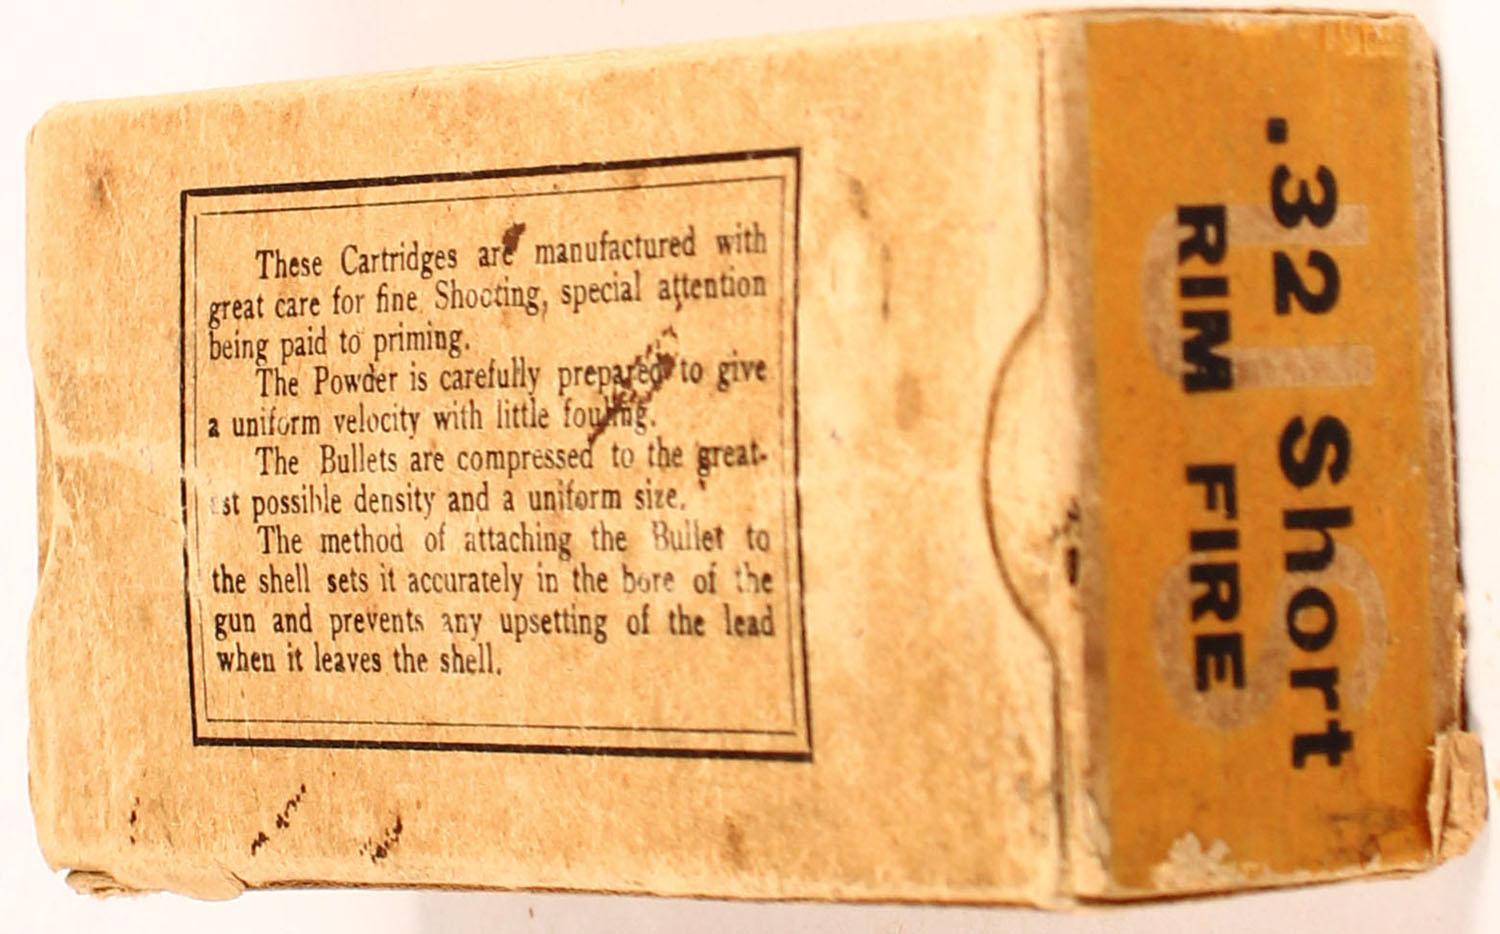 These Cartridges are manufactured with
great care for fine Shooting, special attention
being paid to priming.
The Powder is carefully prepared to give
a uniform velocity with little fouling.
The Bullets are compressed to the great-
est possible density and a uniform size.
The method of attaching the Bullet to
the shell sets it accurately in the bore of the
gun and prevents any upsetting of the lead
when it leaves the shell.
.32 Short
RIM FIRE